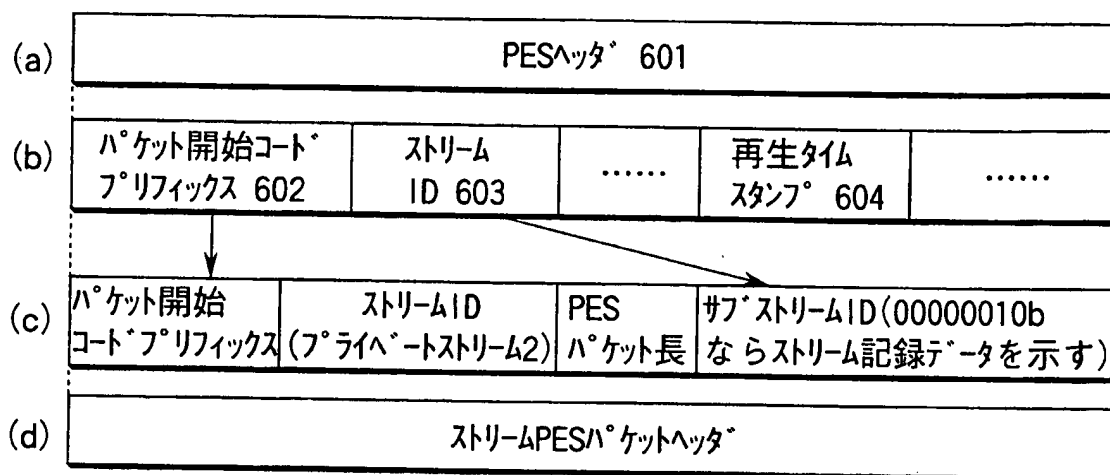 (a)
PESヘッダ 601
(b)
パケット開始コード
プリフィックス 602
ストリーム
ID 603
……
再生タイム
スタンプ 604
……
(c)
パケット開始
コードプリフィックス
ストリームID
(プライベートストリーム2)
PES
パケット長
サブストリームID(00000010b
ならストリーム記録データを示す)
(d)
ストリームPESパケットヘッダ